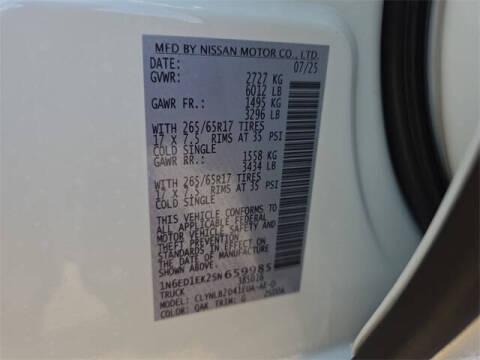 MFD BY NISSAN MOTOR CO., LTD.
DATE: 07/25
GVWR: 2727 KG
6012 LB
GAWR FR.: 1495 KG
3296 LB
WITH 265/65R17 TIRES
17 X 7.5 RIMS AT 35 PSI
COLD SINGLE
GAWR RR.: 1558 KG
3434 LB
WITH 265/65R17 TIRES
17 X 7.5 RIMS AT 35 PSI
COLD SINGLE
THIS VEHICLE CONFORMS TO
ALL APPLICABLE FEDERAL
MOTOR VEHICLE SAFETY AND
THEFT PREVENTION
STANDARDS IN EFFECT ON
THE DATE OF MANUFACTURE
SHOWN ABOVE.
1N6ED1EK2SN659985
TRUCK
MODEL:
COLOR: QAK TRIM: G